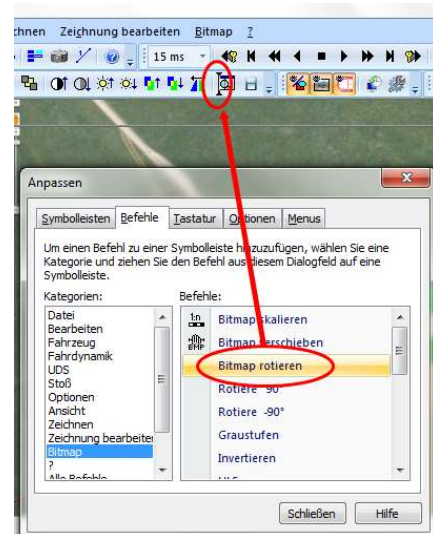 chnen Zeichnung bearbeiten Bitmap ?
15 ms
Anpassen
Symbolleisten Befehle Tastatur Optionen Menus
Um einen Befehl zu einer Symbolleiste hinzuzufügen, wählen Sie eine
Kategorie und ziehen Sie den Befehl aus diesem Dialogfeld auf eine
Symbolleiste.
Kategorien:
Befehle:
Datei
Bearbeiten
Fahrzeug
Fahrdynamik
UDS
Stoß
Optionen
Ansicht
Zeichnen
Zeichnung bearbeiten
Bitmap
?
Alle Befehle
1:n Bitmap skalieren
BMP Bitmap verschieben
Bitmap rotieren
Rotiere 90°
Rotiere -90°
Graustufen
Invertieren
Schließen Hilfe